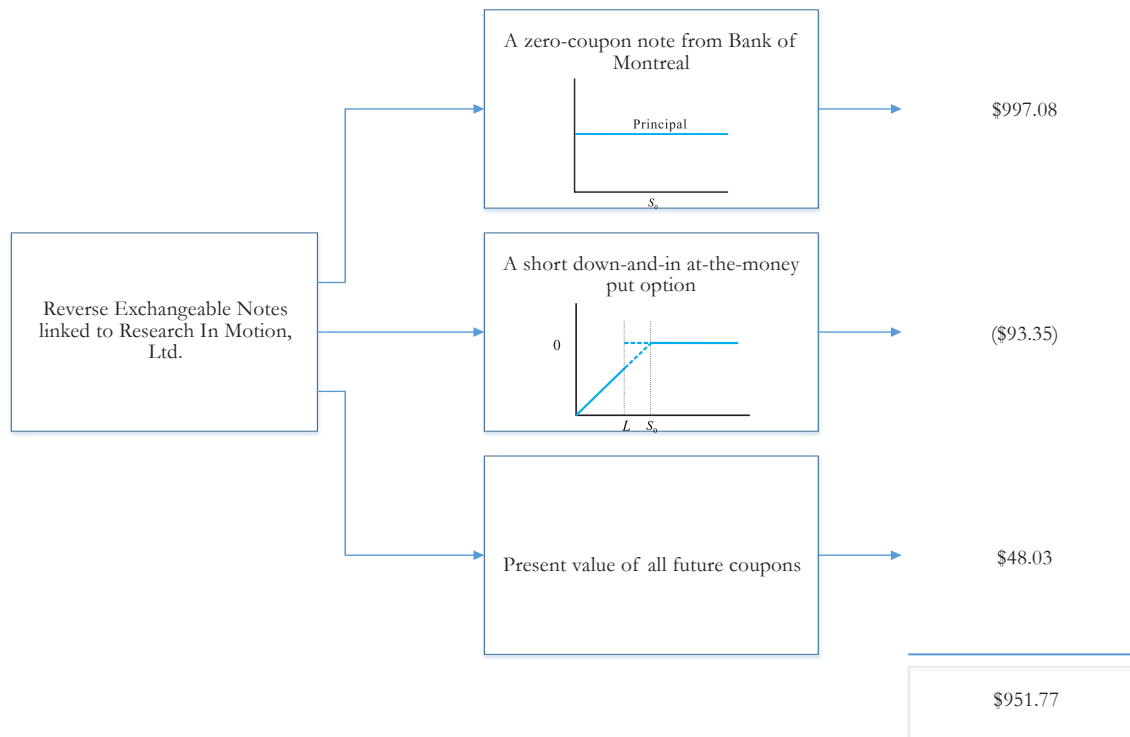 A zero-coupon note from Bank of
Montreal
Principal
S₀
$997.08
Reverse Exchangeable Notes
linked to Research In Motion,
Ltd.
A short down-and-in at-the-money
put option
0
L S₀
($93.35)
Present value of all future coupons
$48.03
$951.77